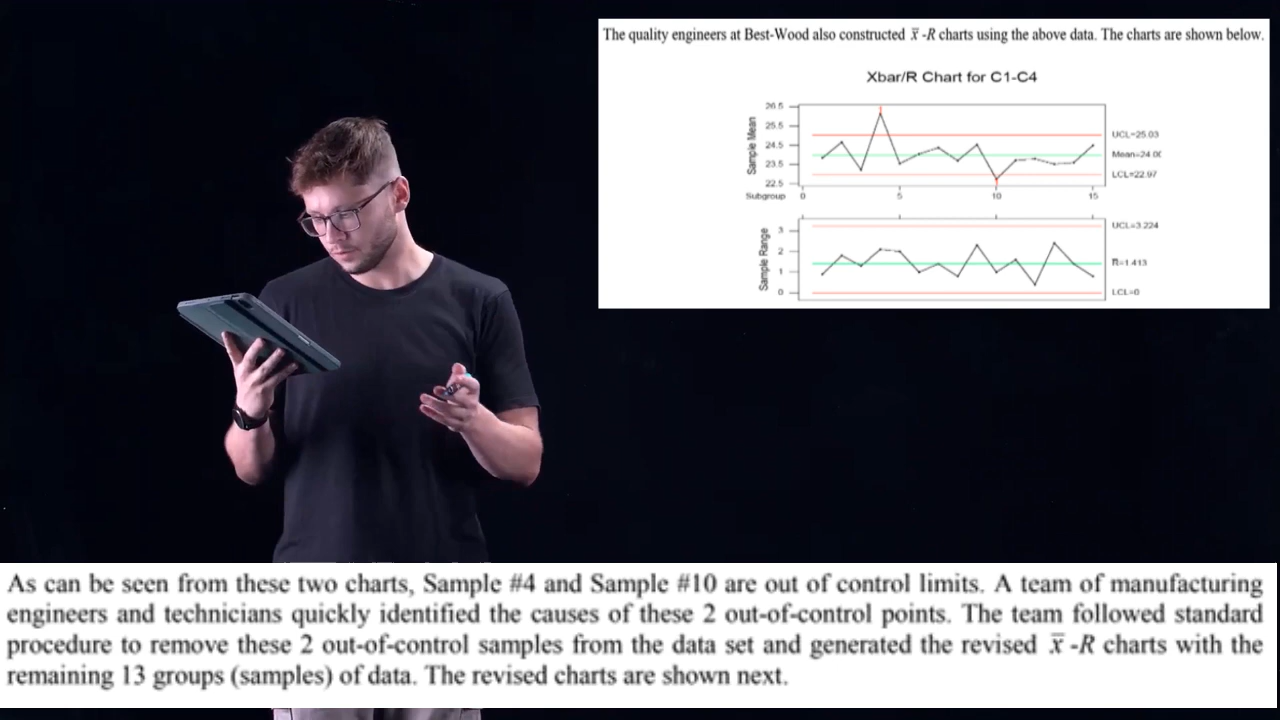 The quality engineers at Best-Wood also constructed x̅ -R charts using the above data. The charts are shown below.
Xbar/R Chart for C1-C4
Sample Mean
26.5
25.5
24.5
23.5
22.5
UCL=25.03
Mean=24.00
LCL=22.97
Subgroup 0 5 10 15
Sample Range
3
2
1
0
UCL=3.224
R̅=1.413
LCL=0
As can be seen from these two charts, Sample #4 and Sample #10 are out of control limits. A team of manufacturing
engineers and technicians quickly identified the causes of these 2 out-of-control points. The team followed standard
procedure to remove these 2 out-of-control samples from the data set and generated the revised x̅ -R charts with the
remaining 13 groups (samples) of data. The revised charts are shown next.